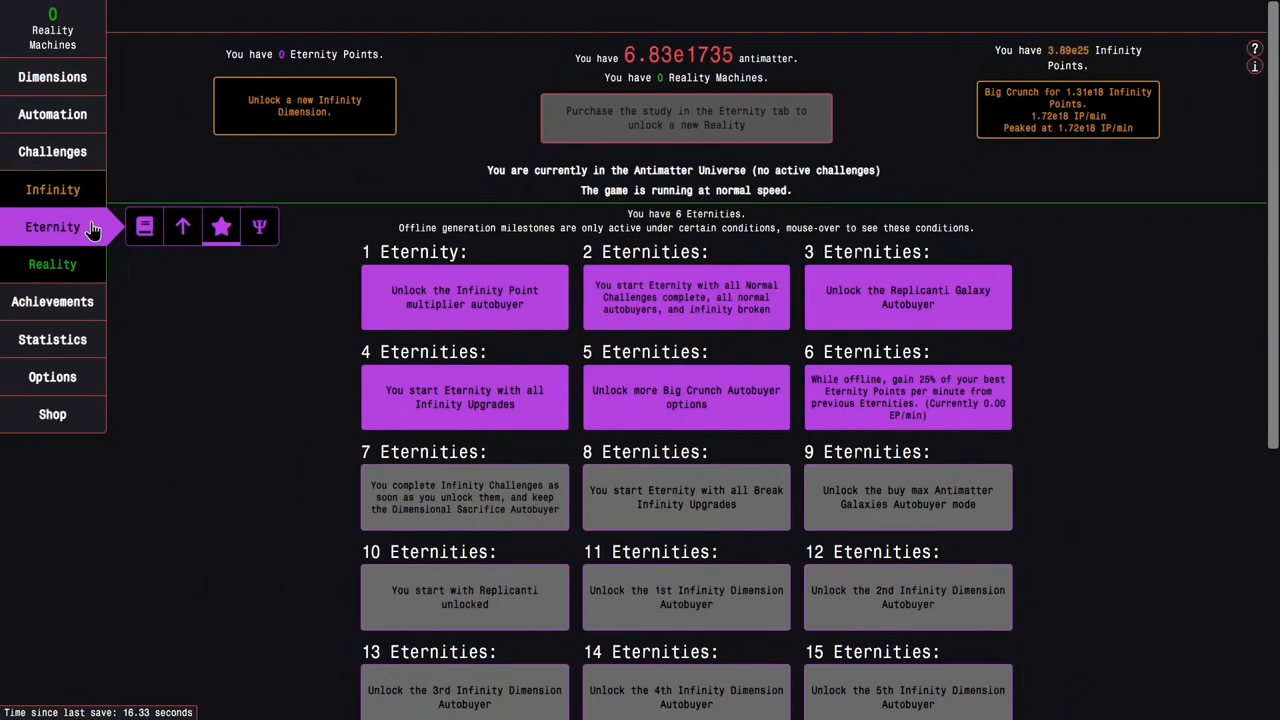 0
Reality
Machines
Dimensions
Automation
Challenges
Infinity
Eternity
Reality
Achievements
Statistics
Options
Shop
You have 0 Eternity Points.
Unlock a new Infinity
Dimension.
You have 6.83e1735 antimatter.
You have 0 Reality Machines.
Purchase the study in the Eternity tab to
unlock a new Reality
You have 3.89e25 Infinity
Points.
Big Crunch for 1.31e18 Infinity
Points.
1.72e18 IP/min
Peaked at 1.72e18 IP/min
?
i
You are currently in the Antimatter Universe (no active challenges)
The game is running at normal speed.
Ψ
You have 6 Eternities.
Offline generation milestones are only active under certain conditions, mouse-over to see these conditions.
1 Eternity:
Unlock the Infinity Point
multiplier autobuyer
2 Eternities:
You start Eternity with all Normal
Challenges complete, all normal
autobuyers, and infinity broken
3 Eternities:
Unlock the Replicanti Galaxy
Autobuyer
4 Eternities:
You start Eternity with all
Infinity Upgrades
5 Eternities:
Unlock more Big Crunch Autobuyer
options
6 Eternities:
While offline, gain 25% of your best
Eternity Points per minute from
previous Eternities. (Currently 0.00
EP/min)
7 Eternities:
You complete Infinity Challenges as
soon as you unlock them, and keep
the Dimensional Sacrifice Autobuyer
8 Eternities:
You start Eternity with all Break
Infinity Upgrades
9 Eternities:
Unlock the buy max Antimatter
Galaxies Autobuyer mode
10 Eternities:
You start with Replicanti
unlocked
11 Eternities:
Unlock the 1st Infinity Dimension
Autobuyer
12 Eternities:
Unlock the 2nd Infinity Dimension
Autobuyer
13 Eternities:
Unlock the 3rd Infinity Dimension
Autobuyer
14 Eternities:
Unlock the 4th Infinity Dimension
Autobuyer
15 Eternities:
Unlock the 5th Infinity Dimension
Autobuyer
Time since last save: 16.33 seconds